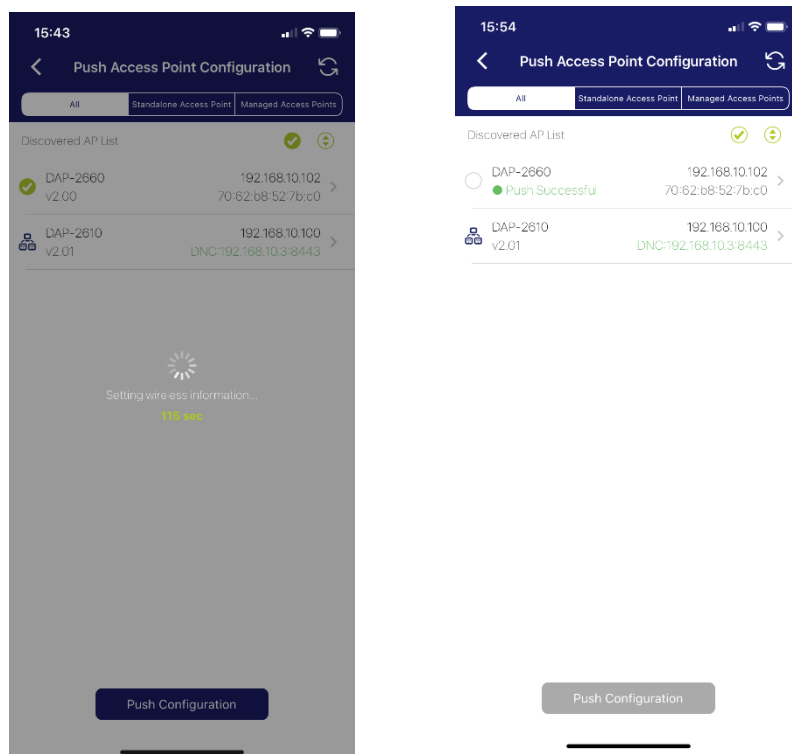 15:43
Push Access Point Configuration
All Standalone Access Point Managed Access Points
Discovered AP List
DAP-2660 192.168.10.102
v2.00 70:62:b8:52:7b:c0
DAP-2610 192.168.10.100
v2.01 DNC:192.168.10.3:8443
Setting wireless information...
115 sec
Push Configuration
15:54
Push Access Point Configuration
All Standalone Access Point Managed Access Points
Discovered AP List
DAP-2660 192.168.10.102
Push Successful 70:62:b8:52:7b:c0
DAP-2610 192.168.10.100
v2.01 DNC:192.168.10.3:8443
Push Configuration